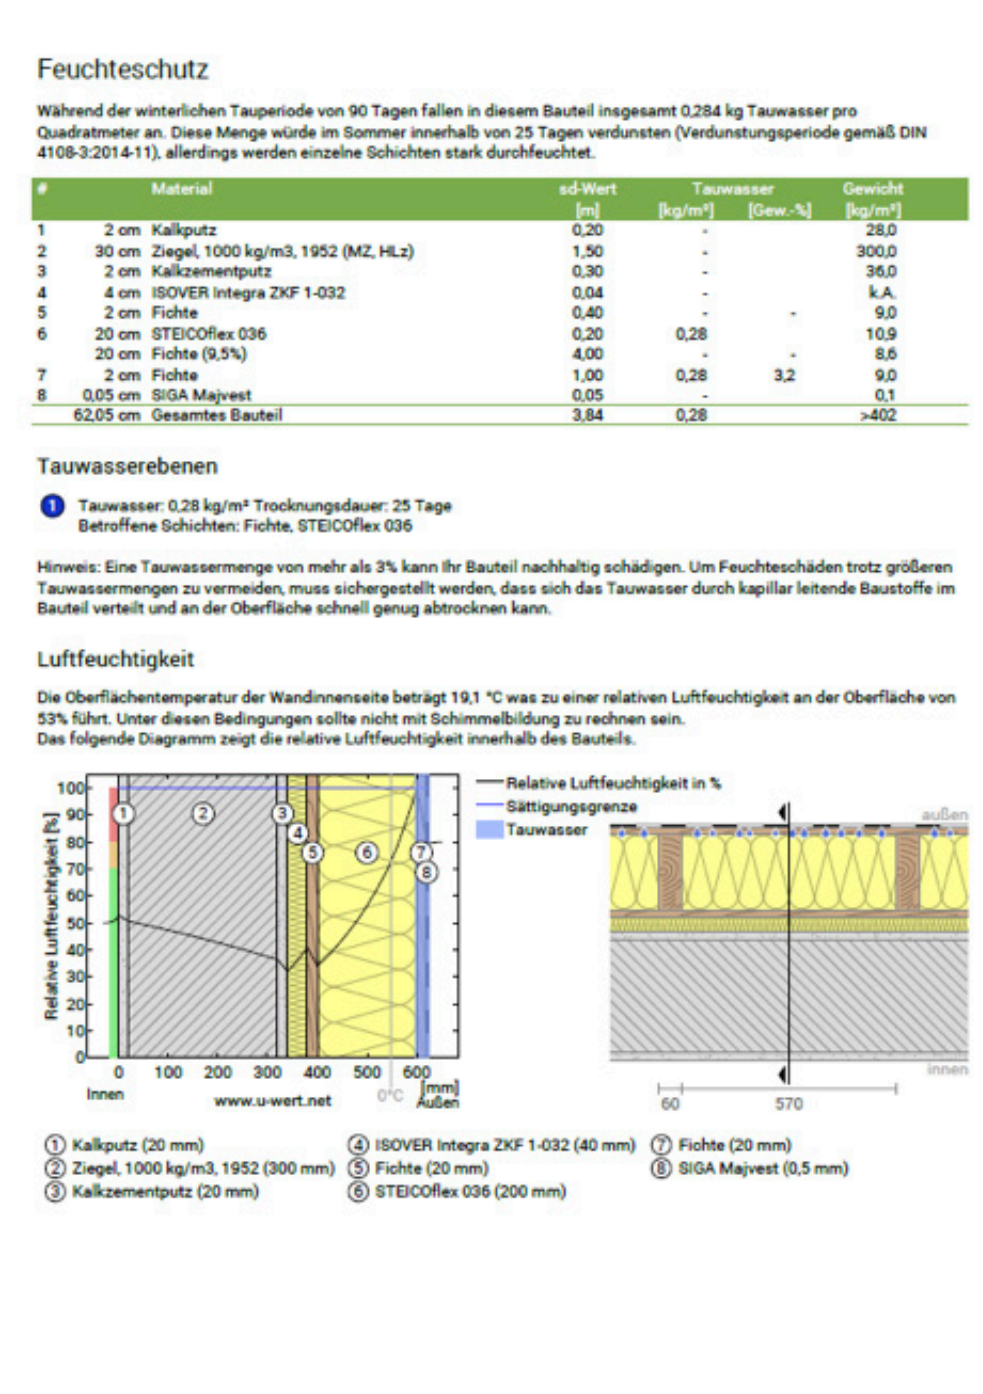 Feuchteschutz
Während der winterlichen Tauperiode von 90 Tagen fallen in diesem Bauteil insgesamt 0,284 kg Tauwasser pro
Quadratmeter an. Diese Menge würde im Sommer innerhalb von 25 Tagen verdunsten (Verdunstungsperiode gemäß DIN
4108-3:2014-11), allerdings werden einzelne Schichten stark durchfeuchtet.
# Material sd-Wert Tauwasser Gewicht
[m] [kg/m²] [Gew.-%] [kg/m²]
1 2 cm Kalkputz 0,20 - 28,0
2 30 cm Ziegel, 1000 kg/m3, 1952 (MZ, HLz) 1,50 - 300,0
3 2 cm Kalkzementputz 0,30 - 36,0
4 4 cm ISOVER Integra ZKF 1-032 0,04 - k.A.
5 2 cm Fichte 0,40 - - 9,0
6 20 cm STEICOflex 036 0,20 0,28 10,9
20 cm Fichte (9,5%) 4,00 - - 8,6
7 2 cm Fichte 1,00 0,28 3,2 9,0
8 0,05 cm SIGA Majvest 0,05 - 0,1
62,05 cm Gesamtes Bauteil 3,84 0,28 >402
Tauwasserebenen
1 Tauwasser: 0,28 kg/m² Trocknungsdauer: 25 Tage
Betroffene Schichten: Fichte, STEICOflex 036
Hinweis: Eine Tauwassermenge von mehr als 3% kann Ihr Bauteil nachhaltig schädigen. Um Feuchteschäden trotz größeren
Tauwassermengen zu vermeiden, muss sichergestellt werden, dass sich das Tauwasser durch kapillar leitende Baustoffe im
Bauteil verteilt und an der Oberfläche schnell genug abtrocknen kann.
Luftfeuchtigkeit
Die Oberflächentemperatur der Wandinnenseite beträgt 19,1 °C was zu einer relativen Luftfeuchtigkeit an der Oberfläche von
53% führt. Unter diesen Bedingungen sollte nicht mit Schimmelbildung zu rechnen sein.
Das folgende Diagramm zeigt die relative Luftfeuchtigkeit innerhalb des Bauteils.
Relative Luftfeuchtigkeit [%]
100
90
80
70
60
50
40
30
20
10
0
1 2 3 4 5 6 7 8
0 100 200 300 400 500 600
[mm]
Innen www.u-wert.net 0°C Außen
Relative Luftfeuchtigkeit in %
Sättigungsgrenze
Tauwasser
außen
innen
60 570
1 Kalkputz (20 mm) 4 ISOVER Integra ZKF 1-032 (40 mm) 7 Fichte (20 mm)
2 Ziegel, 1000 kg/m3, 1952 (300 mm) 5 Fichte (20 mm) 8 SIGA Majvest (0,5 mm)
3 Kalkzementputz (20 mm) 6 STEICOflex 036 (200 mm)